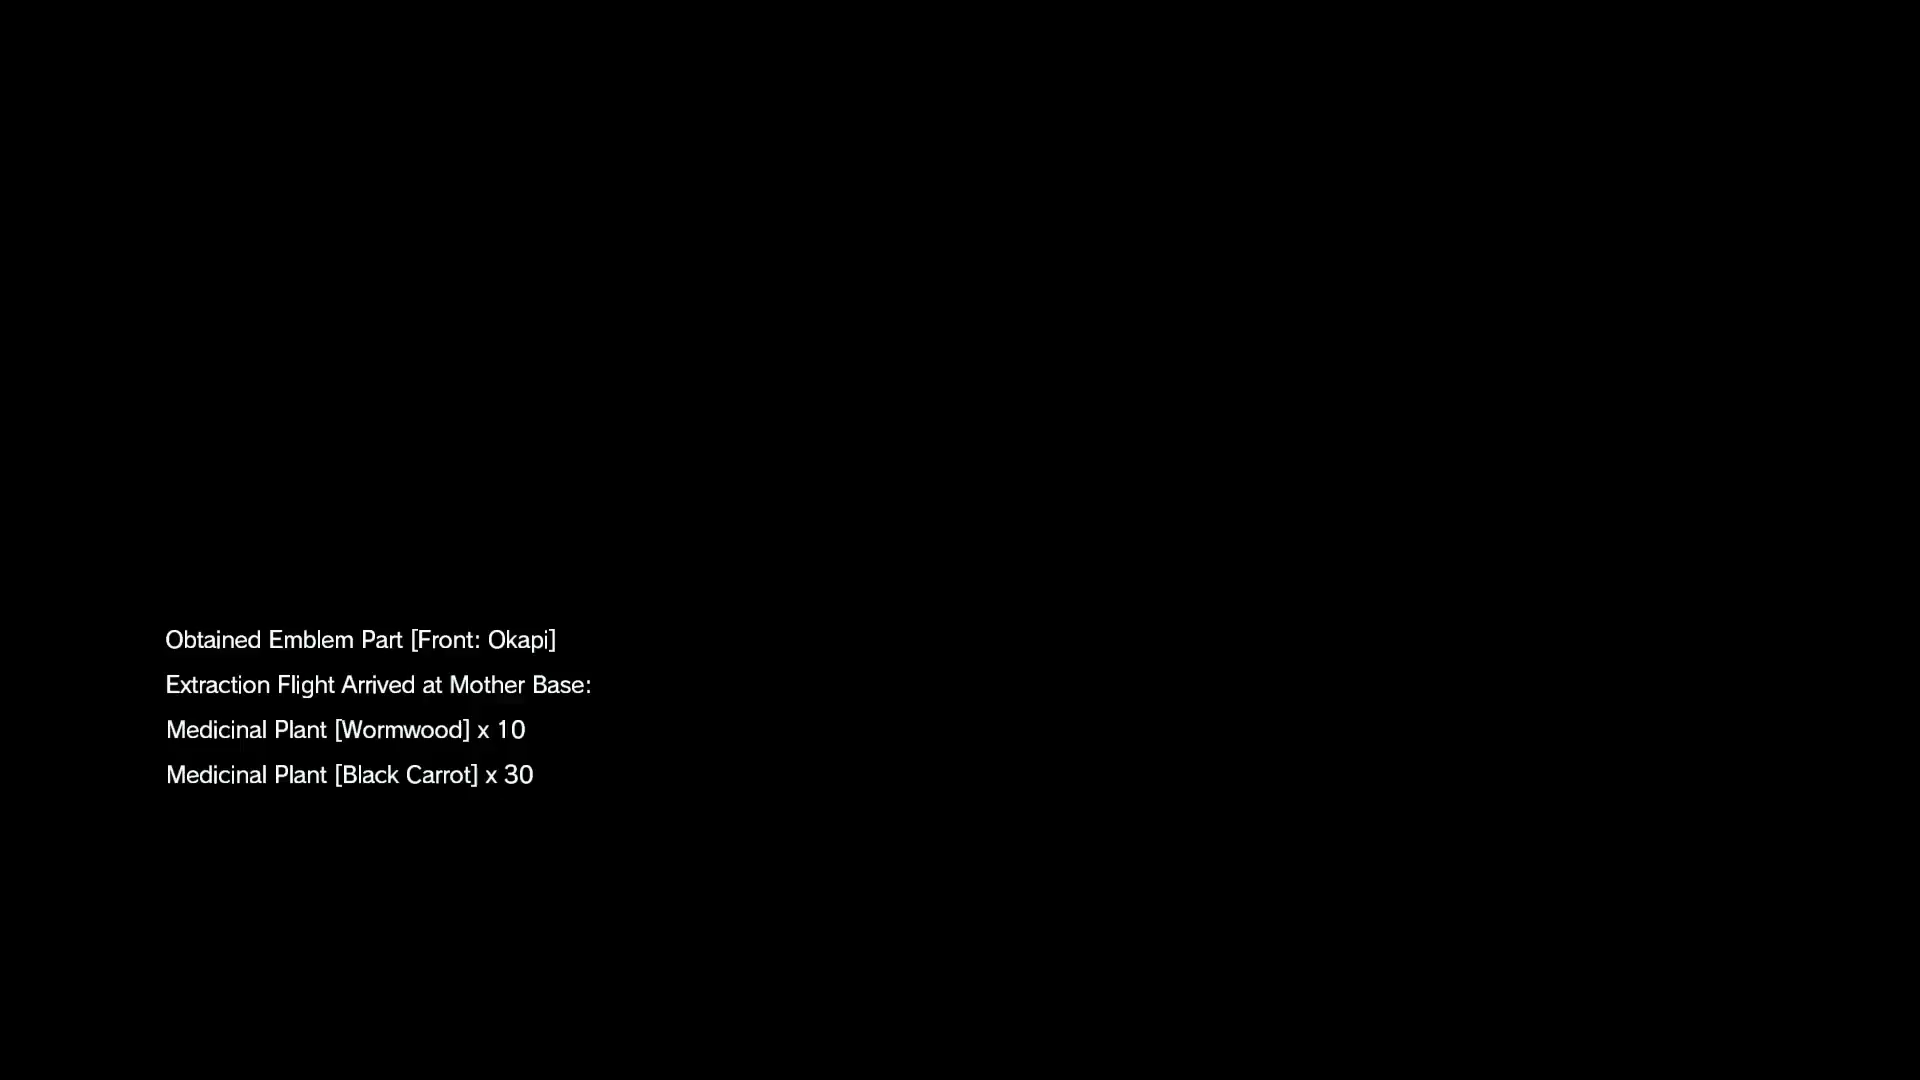 Obtained Emblem Part [Front: Okapi]
Extraction Flight Arrived at Mother Base:
Medicinal Plant [Wormwood] x 10
Medicinal Plant [Black Carrot] x 30